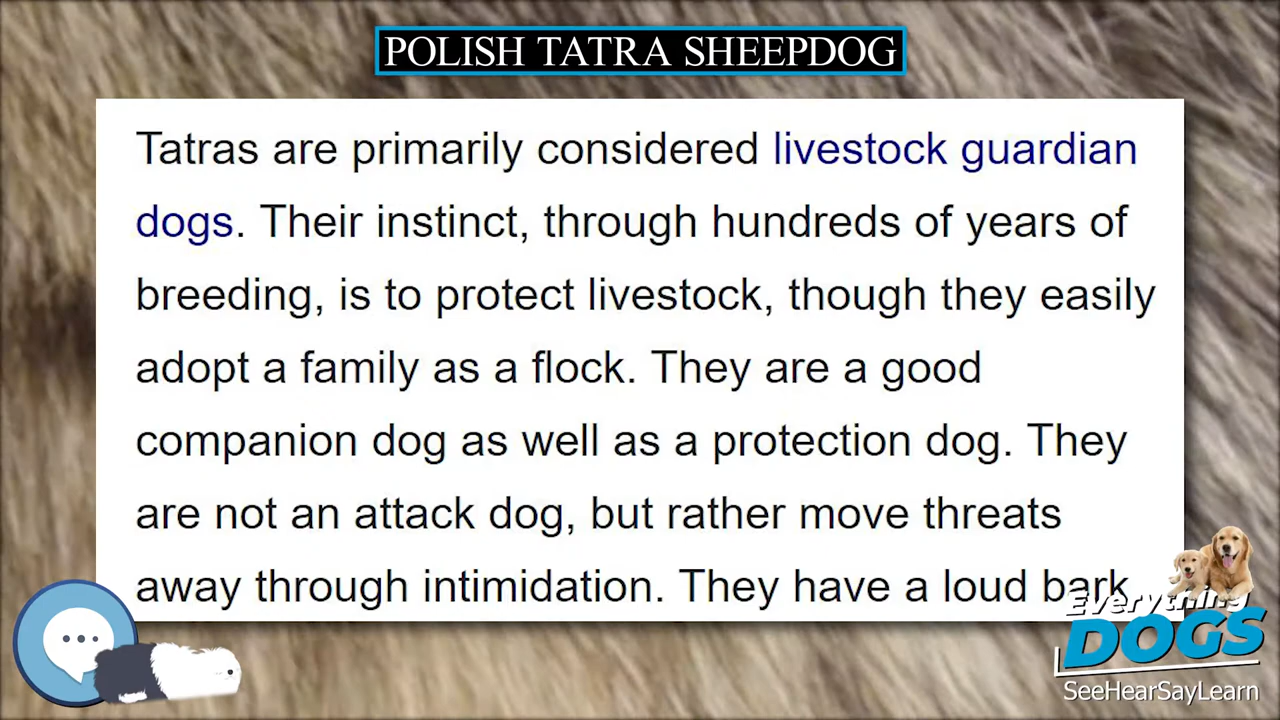 POLISH TATRA SHEEPDOG
Tatras are primarily considered livestock guardian
dogs. Their instinct, through hundreds of years of
breeding, is to protect livestock, though they easily
adopt a family as a flock. They are a good
companion dog as well as a protection dog. They
are not an attack dog, but rather move threats
away through intimidation. They have a loud bark
Everything
DOGS
SeeHearSayLearn